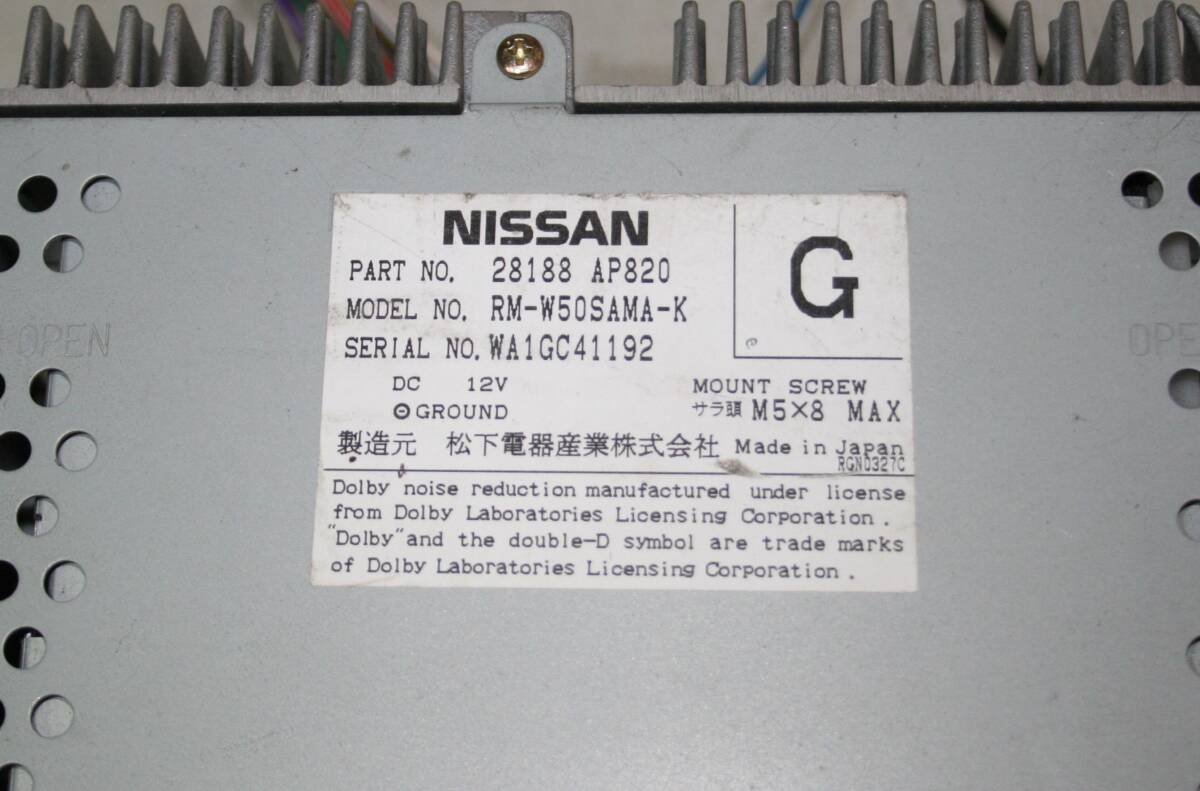 NISSAN
G
PART NO. 28188 AP820
MODEL NO. RM-W50SAMA-K
SERIAL NO. WA1GC41192
DC 12V
MOUNT SCREW
⊖GROUND
サラ頭 M5×8 MAX
製造元 松下電器産業株式会社 Made in Japan
RGN0327C
Dolby noise reduction manufactured under license
from Dolby Laboratories Licensing Corporation.
"Dolby" and the double-D symbol are trade marks
of Dolby Laboratories Licensing Corporation.
OPEN
OPE